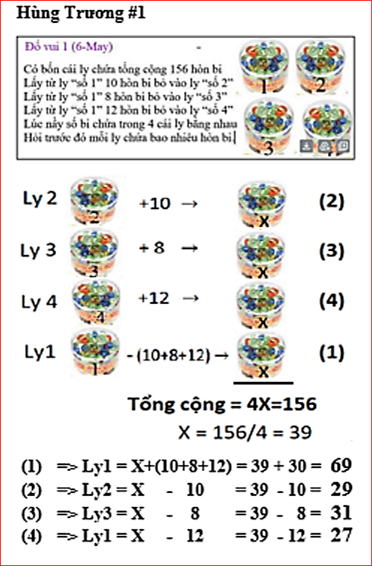 Hùng Trương #1
Đố vui 1 (6-May) -
Có bốn cái ly chứa tổng cộng 156 hòn bi
Lấy từ ly “số 1” 10 hòn bi bỏ vào ly “số 2”
Lấy từ ly “số 1” 8 hòn bi bỏ vào ly “số 3”
Lấy từ ly “số 1” 12 hòn bi bỏ vào ly “số 4”
Lúc nầy số bi chứa trong 4 cái ly bằng nhau
Hỏi trước đó mỗi ly chứa bao nhiêu hòn bi.
1 2
3
Ly 2 2 +10 → X (2)
Ly 3 3 + 8 → X (3)
Ly 4 4 +12 → X (4)
Ly1 1 - (10+8+12) → X (1)
Tổng cộng = 4X=156
X = 156/4 = 39
(1) => Ly1 = X+(10+8+12) = 39 + 30 = 69
(2) => Ly2 = X - 10 = 39 - 10 = 29
(3) => Ly3 = X - 8 = 39 - 8 = 31
(4) => Ly1 = X - 12 = 39 - 12 = 27